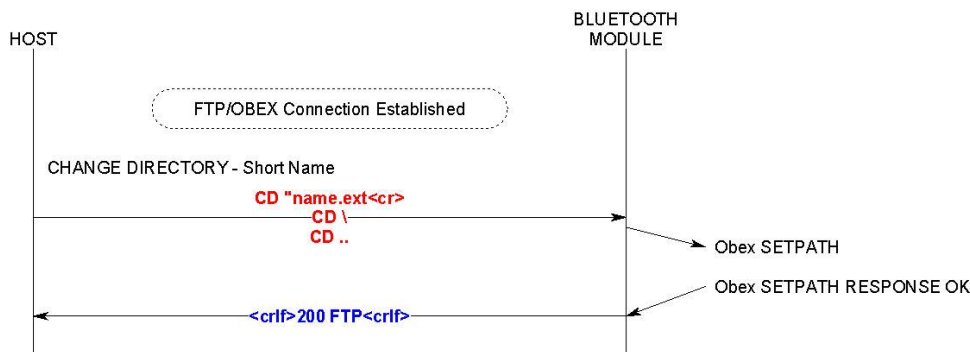 HOST
BLUETOOTH
MODULE
FTP/OBEX Connection Established
CHANGE DIRECTORY - Short Name
CD "name.ext<cr>
CD \
CD ..
Obex SETPATH
Obex SETPATH RESPONSE OK
<crlf>200 FTP<crlf>